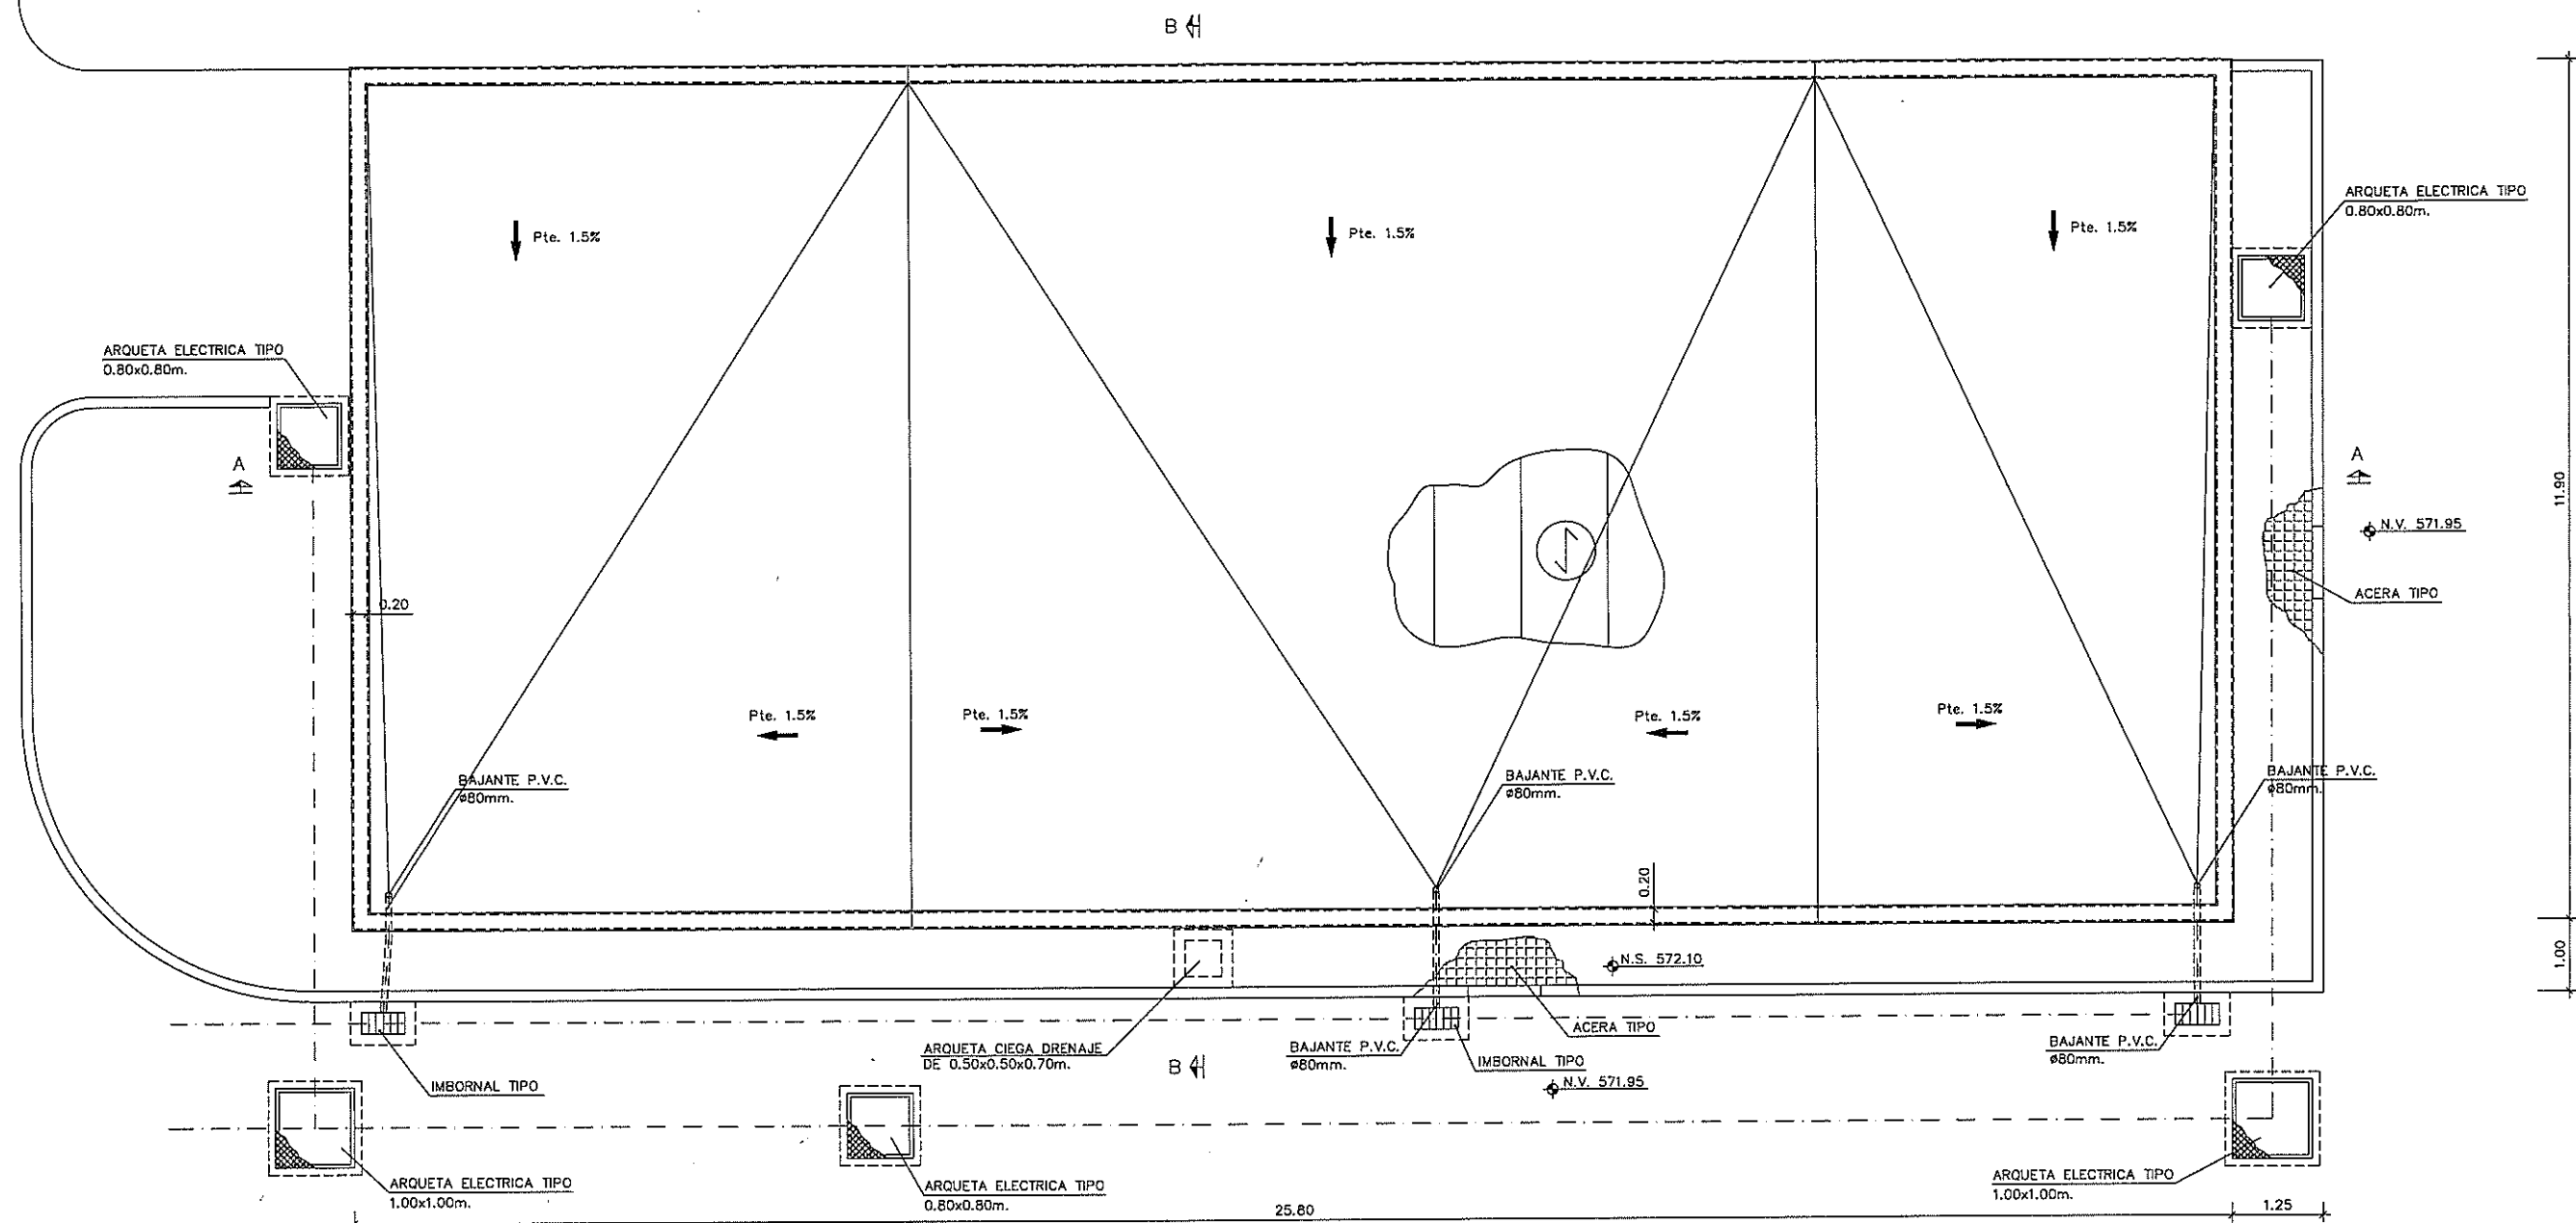 B
ARQUETA ELECTRICA TIPO
0.80x0.80m.
Pte. 1.5%
Pte. 1.5%
Pte. 1.5%
ARQUETA ELECTRICA TIPO
0.80x0.80m.
A
A
11.90
N.V. 571.95
ACERA TIPO
0.20
Pte. 1.5%
Pte. 1.5%
Pte. 1.5%
Pte. 1.5%
BAJANTE P.V.C.
ø80mm.
BAJANTE P.V.C.
ø80mm.
BAJANTE P.V.C.
ø80mm.
0.20
N.S. 572.10
1.00
ACERA TIPO
ARQUETA CIEGA DRENAJE
DE 0.50x0.50x0.70m.
B
BAJANTE P.V.C.
ø80mm.
IMBORNAL TIPO
BAJANTE P.V.C.
ø80mm.
IMBORNAL TIPO
N.V. 571.95
ARQUETA ELECTRICA TIPO
1.00x1.00m.
ARQUETA ELECTRICA TIPO
0.80x0.80m.
ARQUETA ELECTRICA TIPO
1.00x1.00m.
25.80
1.25